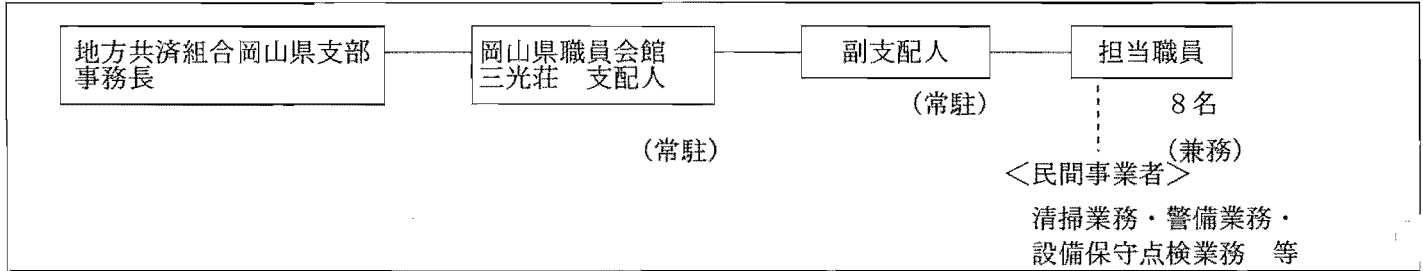 地方共済組合岡山県支部
事務長
岡山県職員会館
三光荘　支配人
副支配人
担当職員
(常駐)
８名
(常駐)
(兼務)
＜民間事業者＞
清掃業務・警備業務・
設備保守点検業務　等